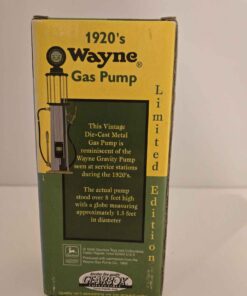 1920's
Wayne®
Gas Pump
This Vintage
Die-Cast Metal
Gas Pump is
reminiscent of the
Wayne Gravity Pump
seen at service stations
during the 1920's.
The actual pump
stood over 8 feet high
with a globe measuring
approximately 1.5 feet
in diameter
Limited Edition
GEARBOX